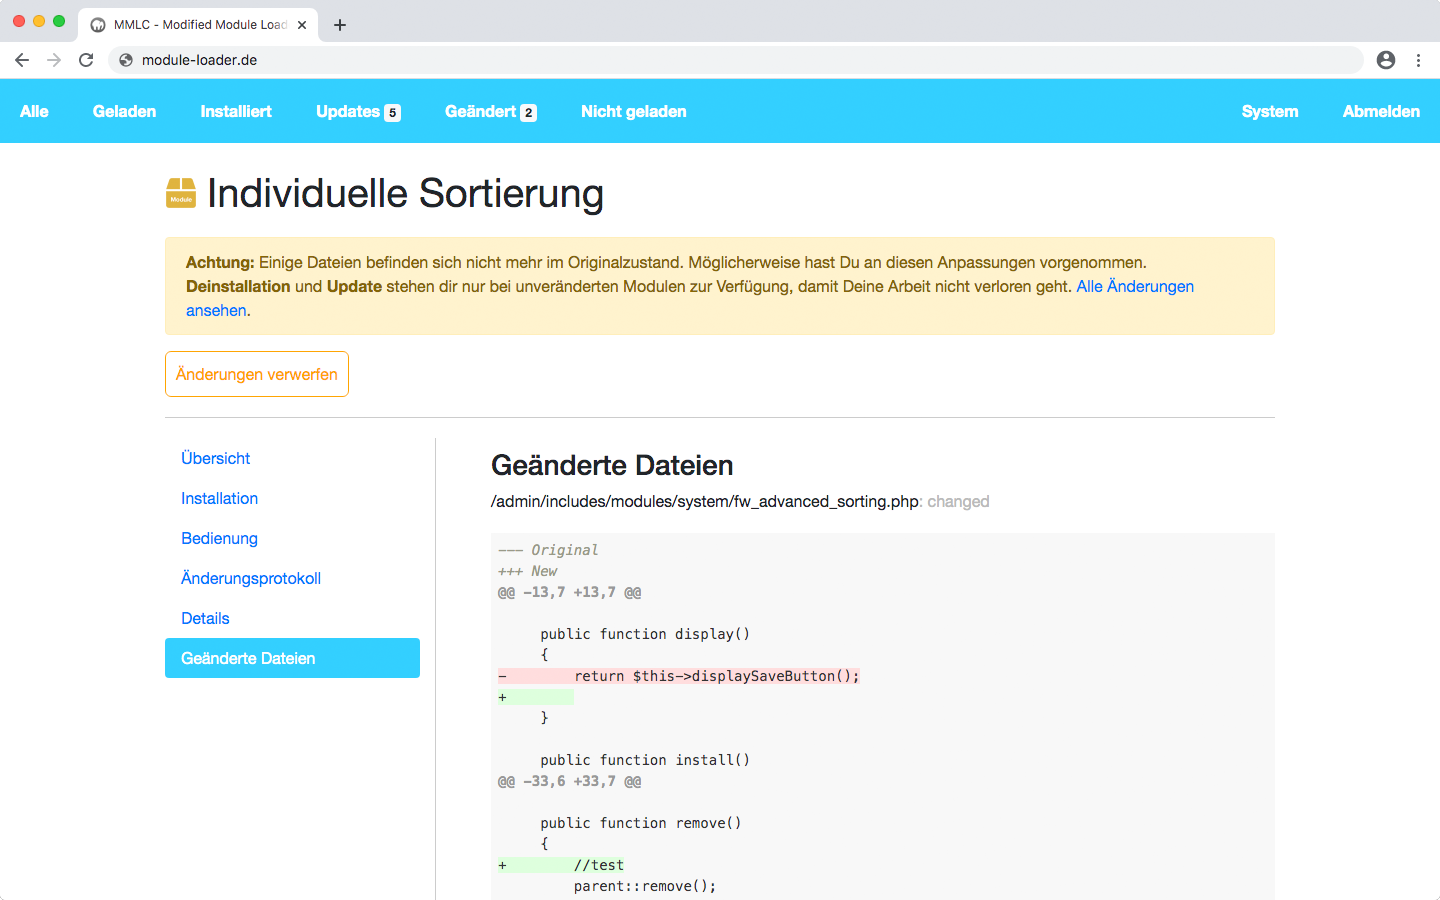 MMLC - Modified Module Load
module-loader.de
Alle Geladen Installiert Updates 5 Geändert 2 Nicht geladen System Abmelden
Module Individuelle Sortierung
Achtung: Einige Dateien befinden sich nicht mehr im Originalzustand. Möglicherweise hast Du an diesen Anpassungen vorgenommen.
Deinstallation und Update stehen dir nur bei unveränderten Modulen zur Verfügung, damit Deine Arbeit nicht verloren geht. Alle Änderungen
ansehen.
Änderungen verwerfen
Übersicht
Installation
Bedienung
Änderungsprotokoll
Details
Geänderte Dateien
Geänderte Dateien
/admin/includes/modules/system/fw_advanced_sorting.php: changed
--- Original
+++ New
@@ -13,7 +13,7 @@
public function display()
{
-        return $this->displaySaveButton();
+
}
public function install()
@@ -33,6 +33,7 @@
public function remove()
{
+        //test
parent::remove();